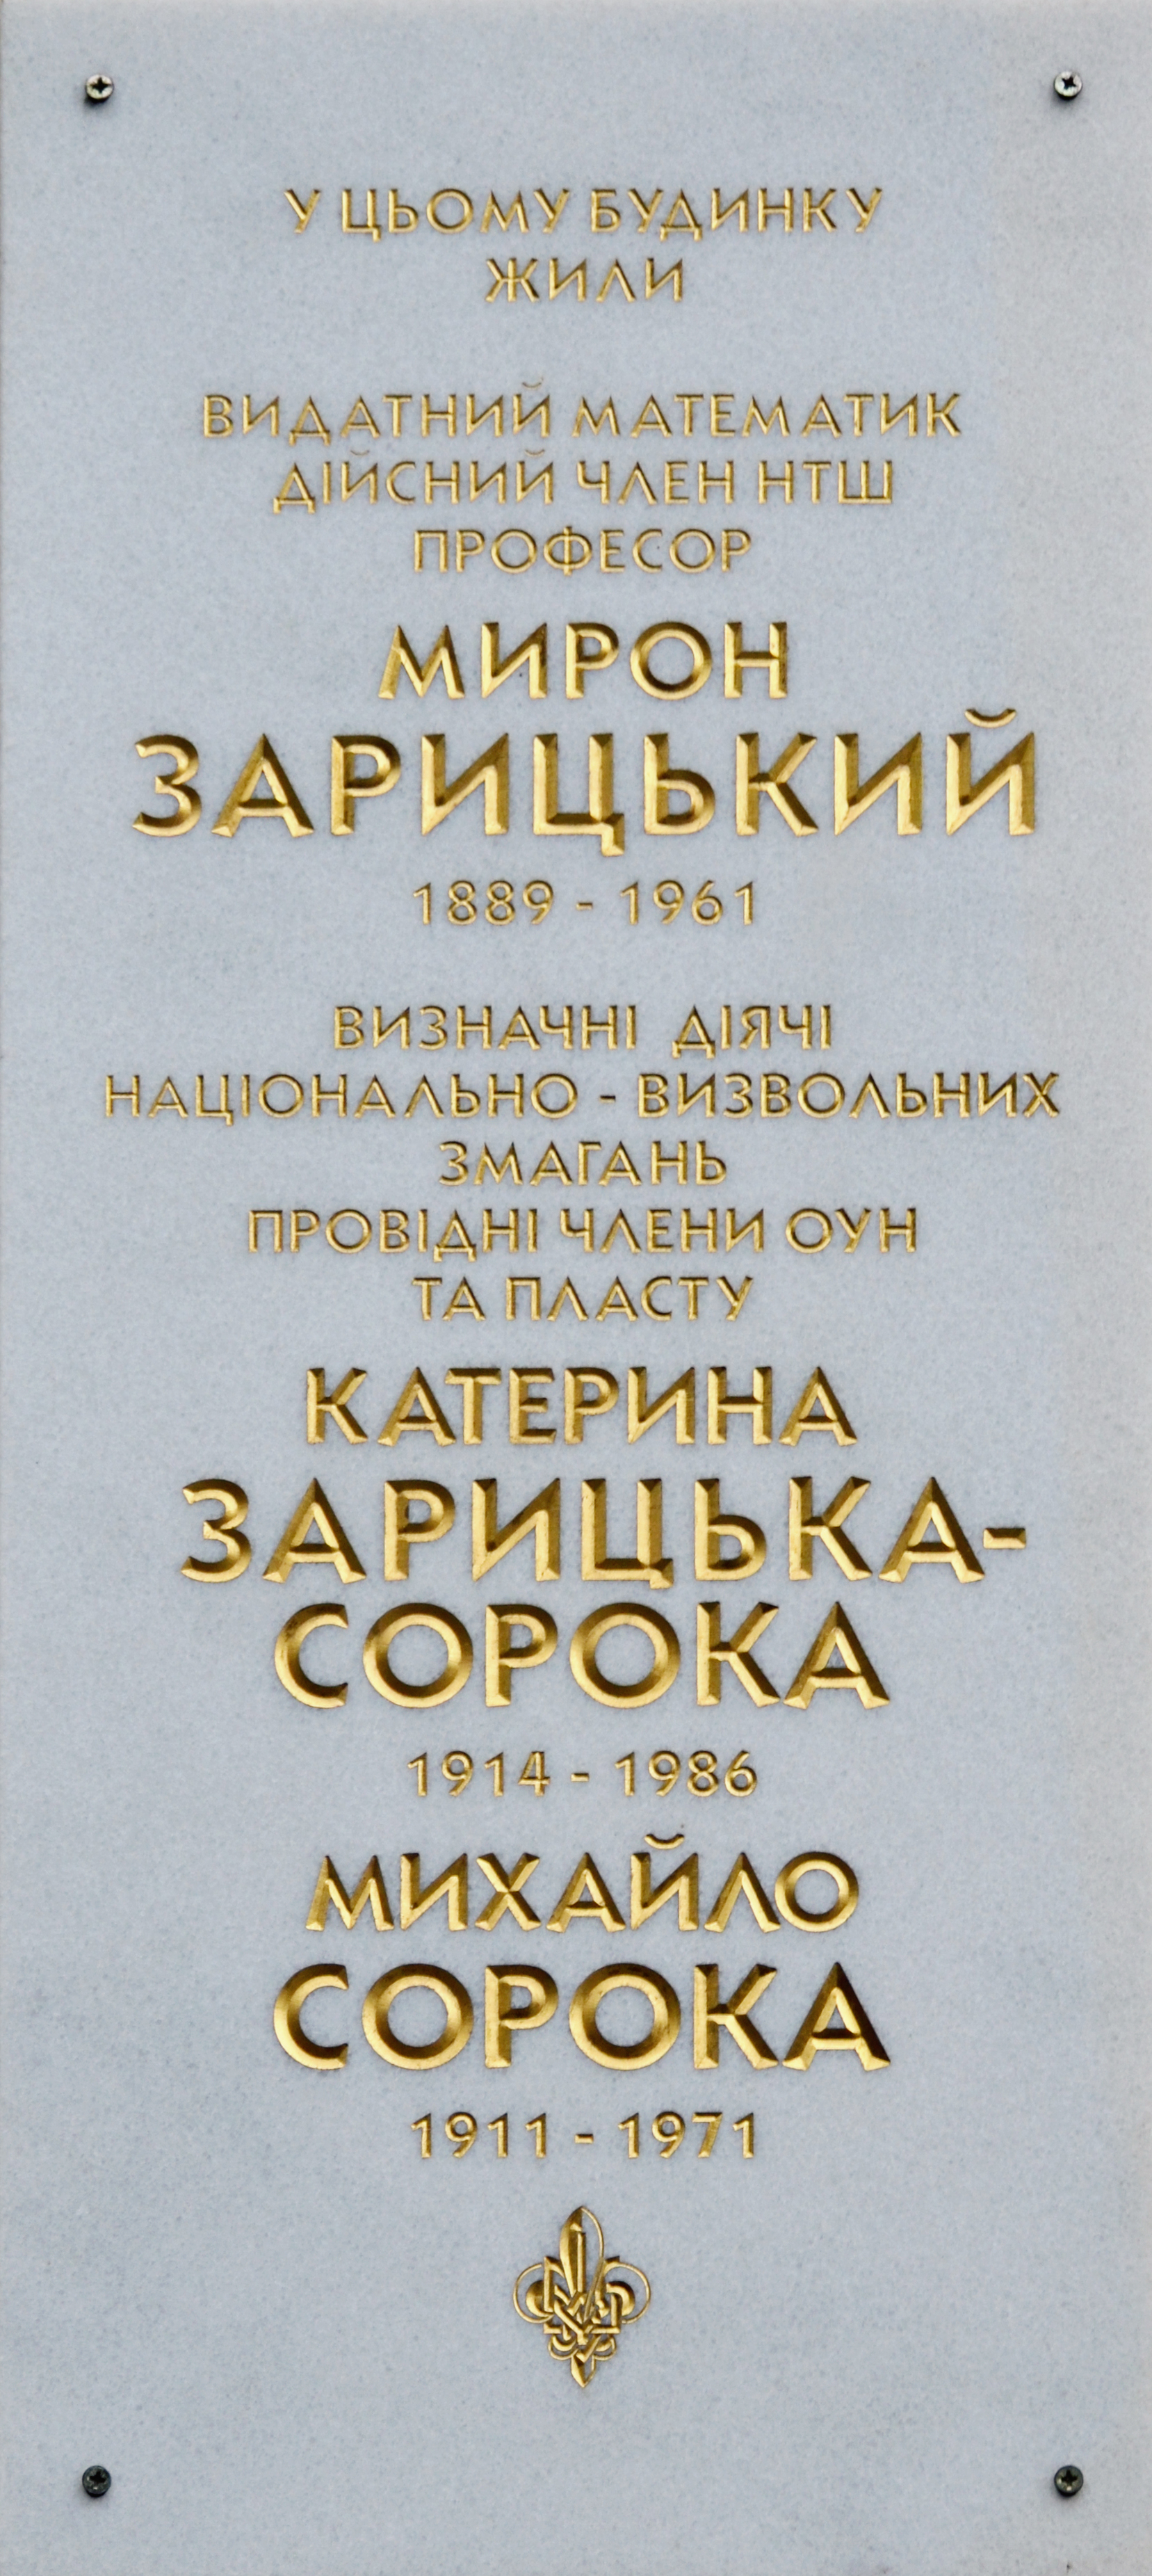 У ЦЬОМУ БУДИНКУ
ЖИЛИ
ВИДАТНИЙ МАТЕМАТИК
ДІЙСНИЙ ЧЛЕН НТШ
ПРОФЕСОР
МИРОН
ЗАРИЦЬКИЙ
1889 - 1961
ВИЗНАЧНІ ДІЯЧІ
НАЦІОНАЛЬНО - ВИЗВОЛЬНИХ
ЗМАГАНЬ
ПРОВІДНІ ЧЛЕНИ ОУН
ТА ПЛАСТУ
КАТЕРИНА
ЗАРИЦЬКА-
СОРОКА
1914 - 1986
МИХАЙЛО
СОРОКА
1911 - 1971